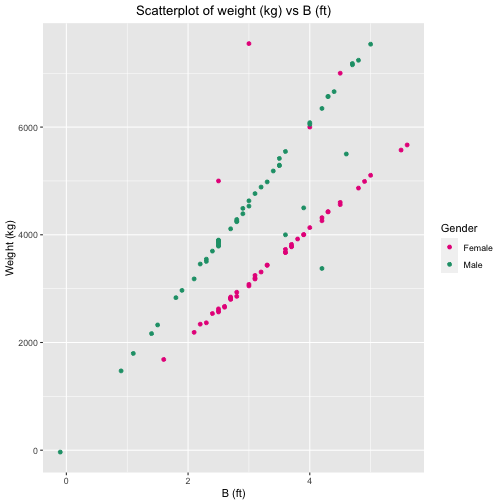 Scatterplot of weight (kg) vs B (ft)
Weight (kg)
6000
4000
2000
0
0 2 4
B (ft)
Gender
Female
Male